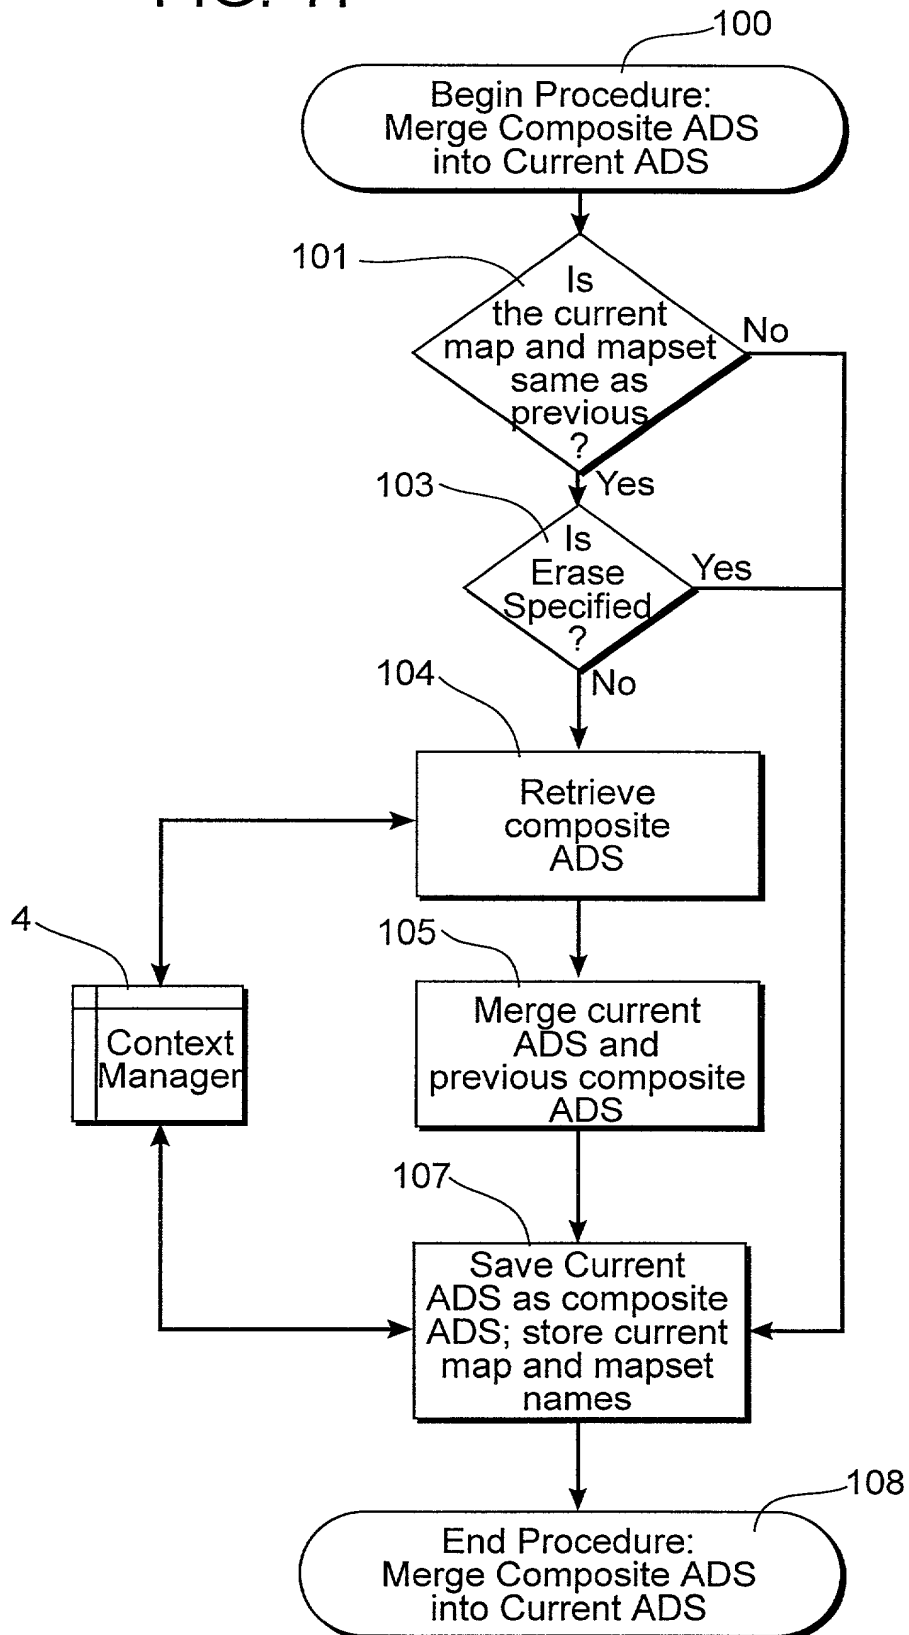 100
Begin Procedure:
Merge Composite ADS
into Current ADS
101
Is
the current
map and mapset
same as
previous
?
No
Yes
103
Is
Erase
Specified
?
Yes
No
104
Retrieve
composite
ADS
4
Context
Manager
105
Merge current
ADS and
previous composite
ADS
107
Save Current
ADS as composite
ADS; store current
map and mapset
names
108
End Procedure:
Merge Composite ADS
into Current ADS